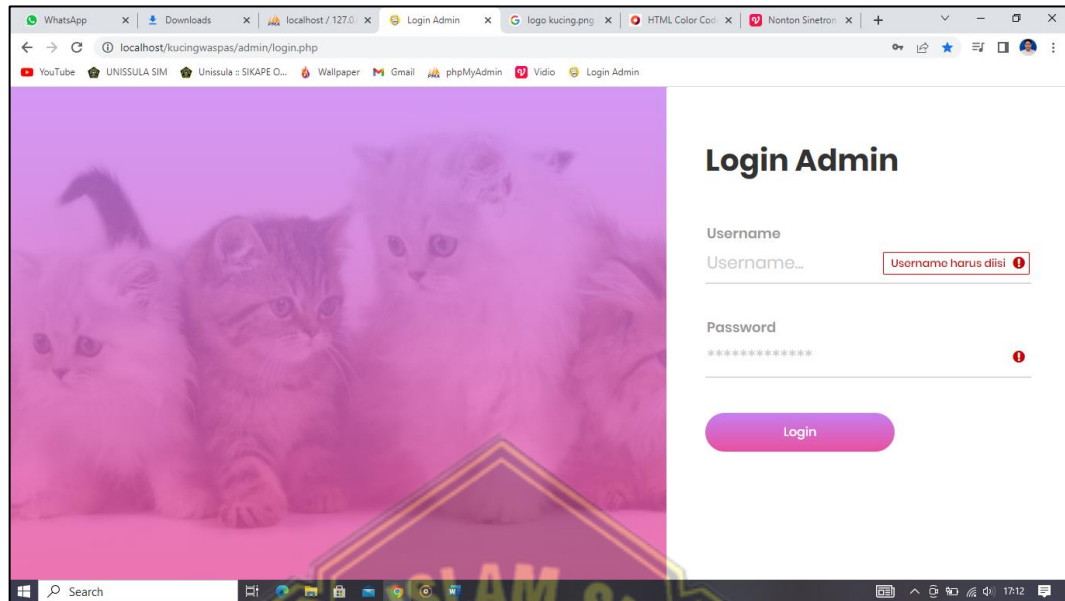 WhatsApp
Downloads
localhost / 127.0.
Login Admin
logo kucing.png
HTML Color Cod
Nonton Sinetron
localhost/kucingwaspas/admin/login.php
YouTube
UNISSULA SIM
Unissula :: SIKAPE O...
Wallpaper
Gmail
phpMyAdmin
Vidio
Login Admin
Login Admin
Username
Username...
Username harus diisi
Password
*************
Login
ISLAM S
Search
17:12